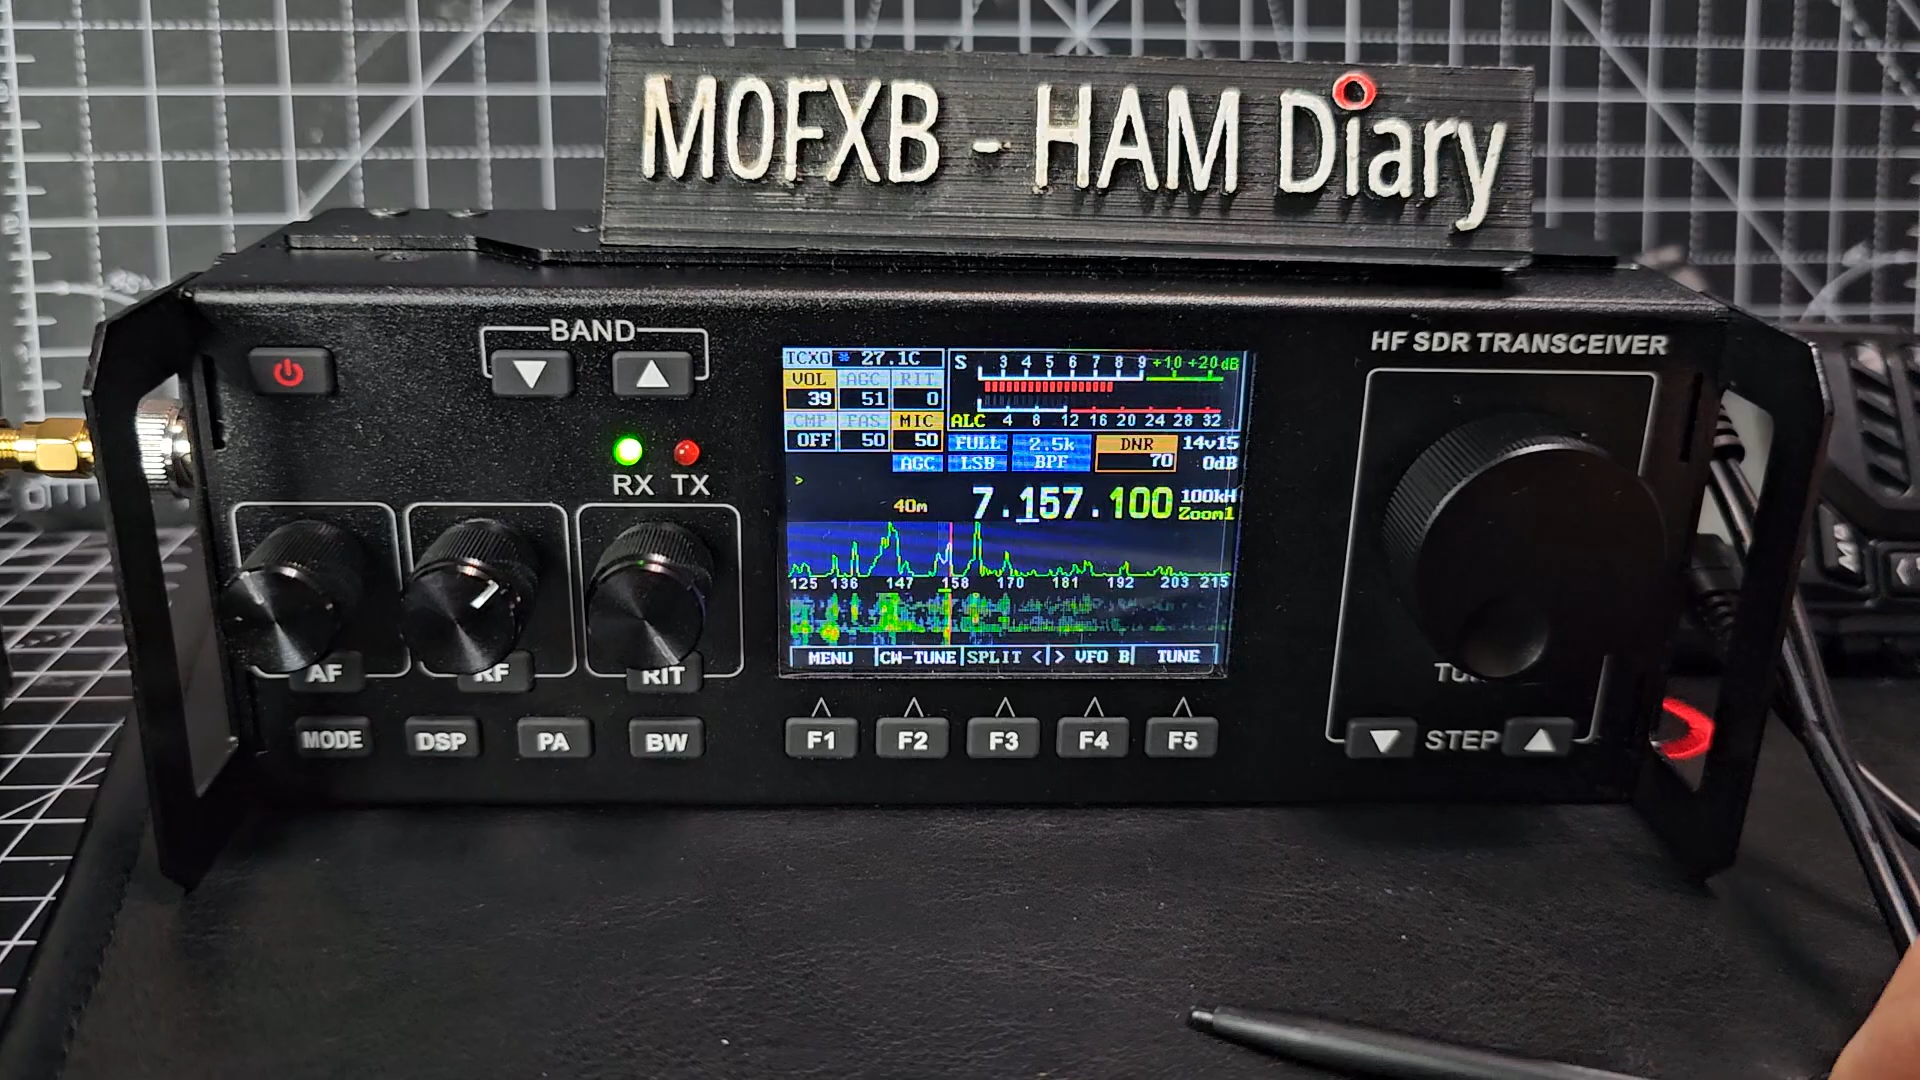 M0FXB - HAM Diary
BAND
HF SDR TRANSCEIVER
TCXO * 27.1C
S 3 4 5 6 7 8 9 +10 +20 dB
VOL AGC RIT
39 51 0
CMP FAS MIC
OFF 50 50
ALC 4 8 12 16 20 24 28 32
FULL 2.5k DNR 14v15
AGC LSB BPF 70 0dB
RX TX
>
40m 7.157.100 100kH
Zoom1
125 136 147 158 170 181 192 203 215
MENU CW-TUNE SPLIT <|> VFO B TUNE
AF RF RIT
MODE DSP PA BW
F1 F2 F3 F4 F5
STEP